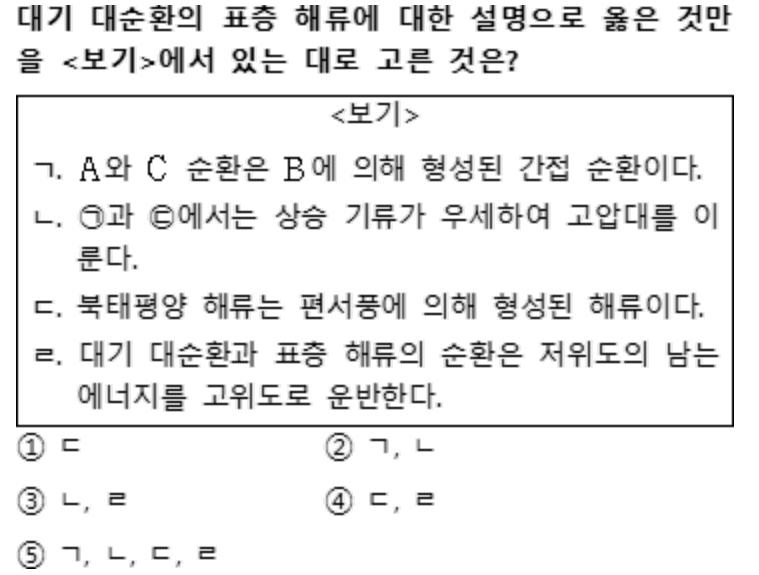 대기 대순환의 표층 해류에 대한 설명으로 옳은 것만
을 <보기>에서 있는 대로 고른 것은?
<보기>
ㄱ. A와 C 순환은 B에 의해 형성된 간접 순환이다.
ㄴ. ㉠과 ㉢에서는 상승 기류가 우세하여 고압대를 이
룬다.
ㄷ. 북태평양 해류는 편서풍에 의해 형성된 해류이다.
ㄹ. 대기 대순환과 표층 해류의 순환은 저위도의 남는
에너지를 고위도로 운반한다.
① ㄷ ② ㄱ, ㄴ
③ ㄴ, ㄹ ④ ㄷ, ㄹ
⑤ ㄱ, ㄴ, ㄷ, ㄹ